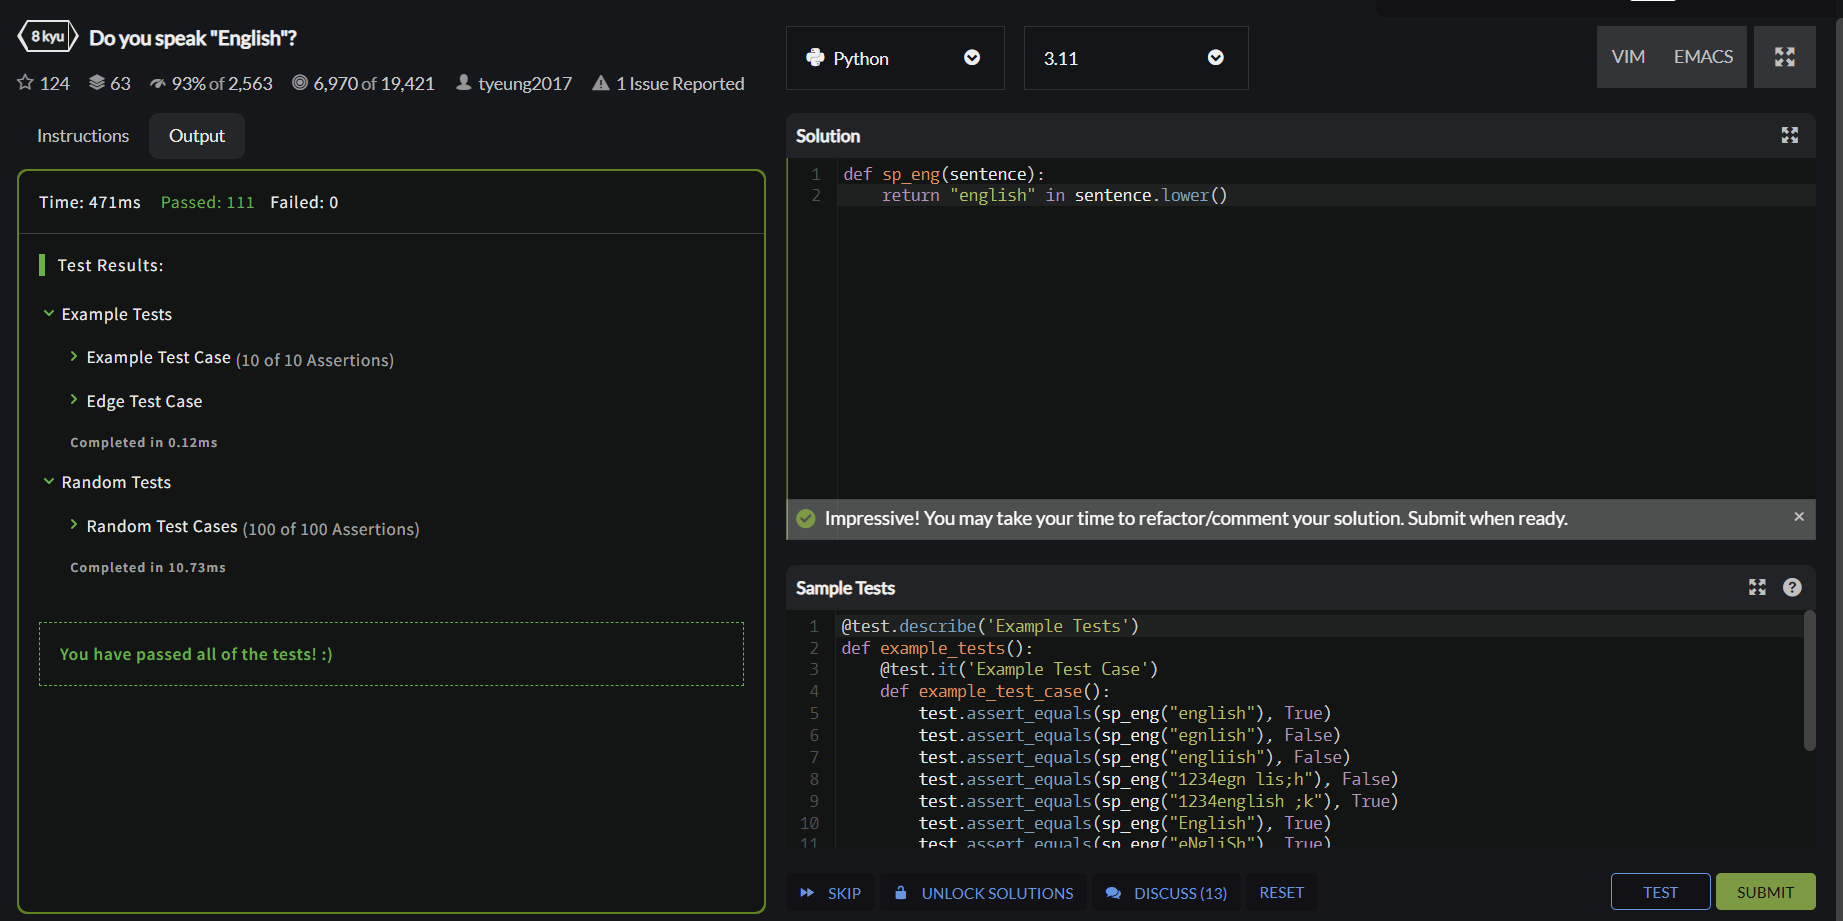 8 kyu Do you speak "English"?
124 63 93% of 2,563 6,970 of 19,421 tyeung2017 1 Issue Reported
Instructions Output
Time: 471ms Passed: 111 Failed: 0
Test Results:
Example Tests
Example Test Case (10 of 10 Assertions)
Edge Test Case
Completed in 0.12ms
Random Tests
Random Test Cases (100 of 100 Assertions)
Completed in 10.73ms
You have passed all of the tests! :)
Python 3.11 VIM EMACS
Solution
1 def sp_eng(sentence):
2 return "english" in sentence.lower()
Impressive! You may take your time to refactor/comment your solution. Submit when ready. ×
Sample Tests ?
1 @test.describe('Example Tests')
2 def example_tests():
3 @test.it('Example Test Case')
4 def example_test_case():
5 test.assert_equals(sp_eng("english"), True)
6 test.assert_equals(sp_eng("egnlish"), False)
7 test.assert_equals(sp_eng("engliish"), False)
8 test.assert_equals(sp_eng("1234egn lis;h"), False)
9 test.assert_equals(sp_eng("1234english ;k"), True)
10 test.assert_equals(sp_eng("English"), True)
11 test.assert_equals(sp_eng("eNgliSh"), True)
SKIP UNLOCK SOLUTIONS DISCUSS (13) RESET TEST SUBMIT